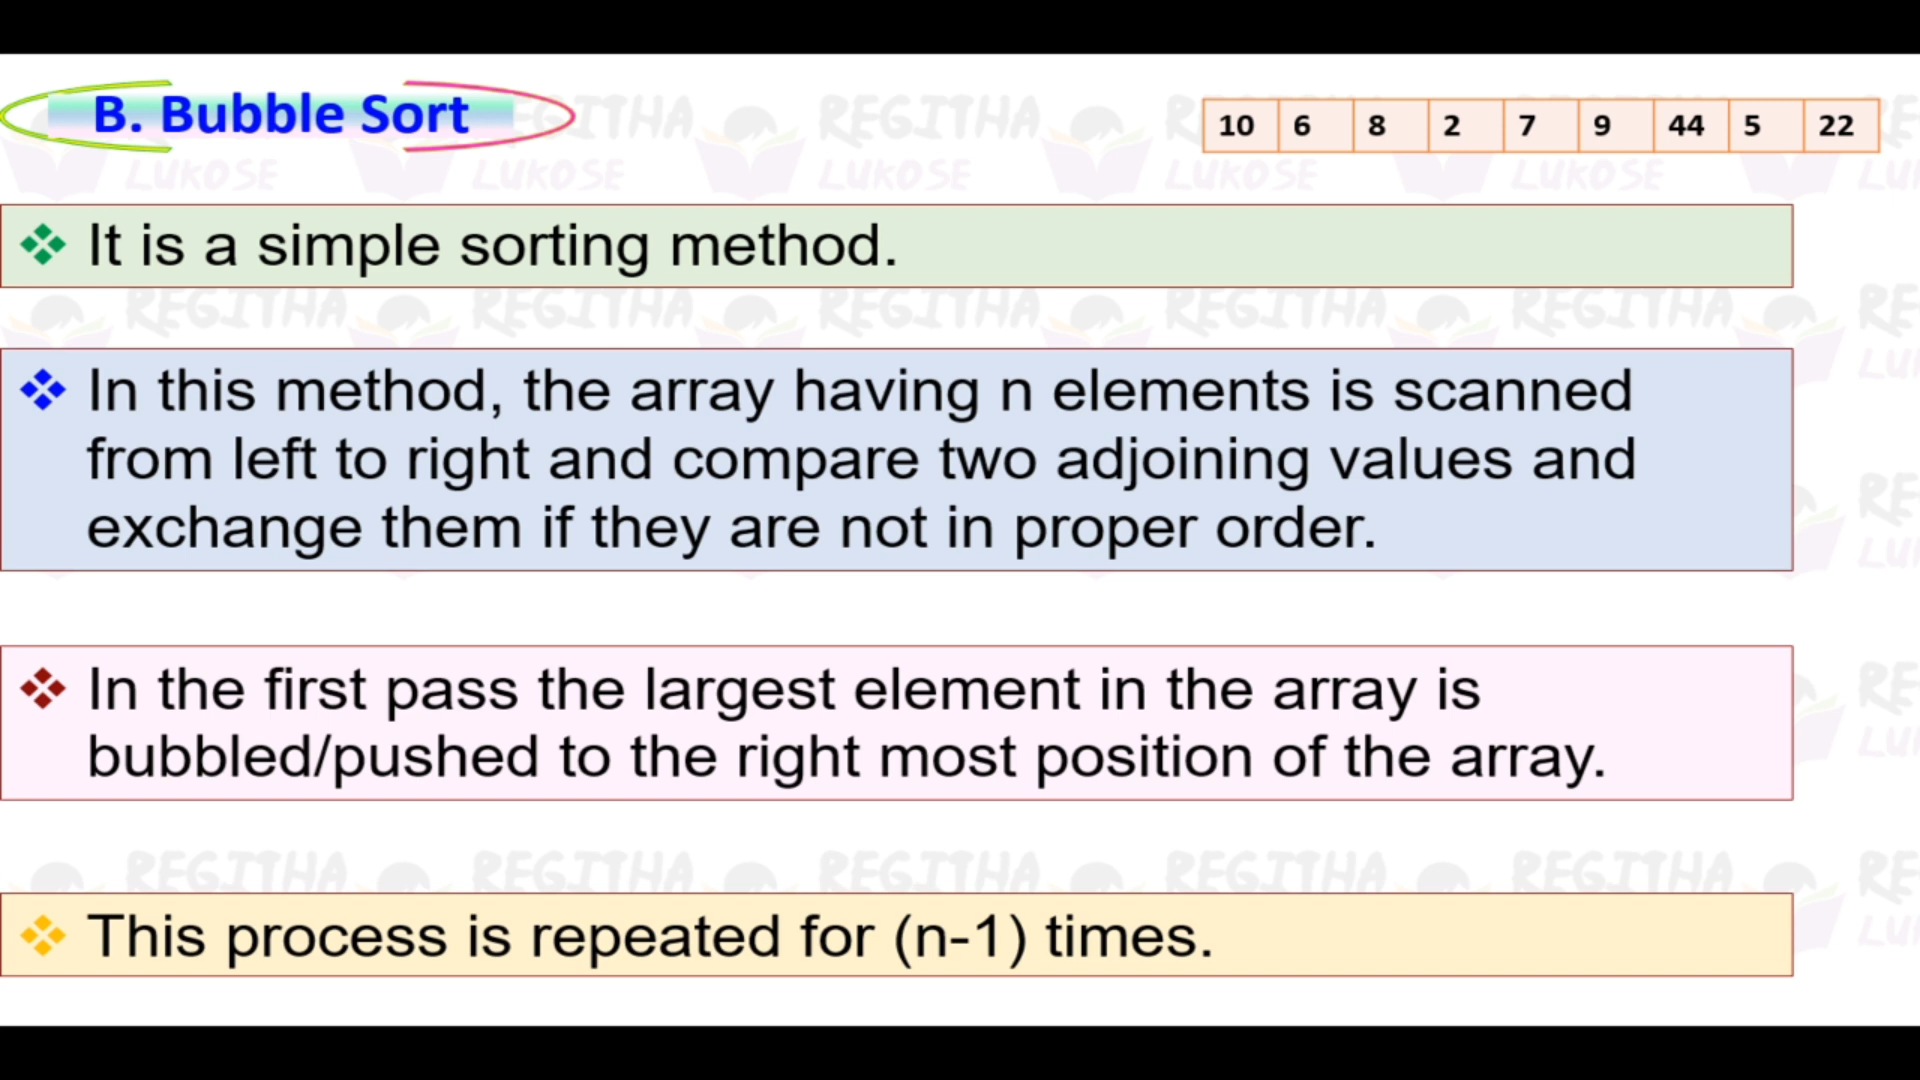 B. Bubble Sort
10 6 8 2 7 9 44 5 22
It is a simple sorting method.
In this method, the array having n elements is scanned
from left to right and compare two adjoining values and
exchange them if they are not in proper order.
In the first pass the largest element in the array is
bubbled/pushed to the right most position of the array.
This process is repeated for (n-1) times.
REGITHA
LUKOSE